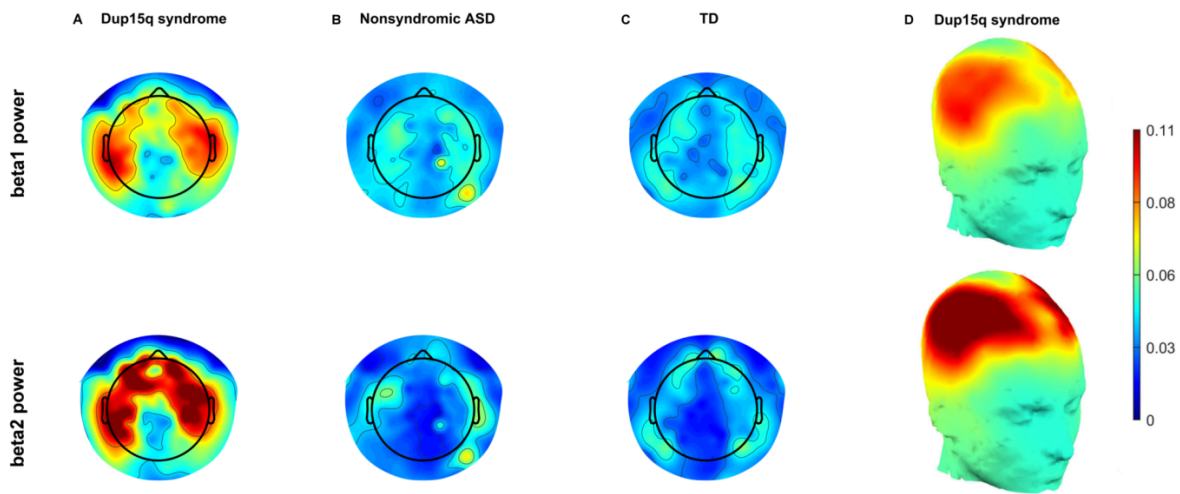 A Dup15q syndrome
B Nonsyndromic ASD
C TD
D Dup15q syndrome
beta1 power
0.11
0.08
0.06
0.03
0
beta2 power